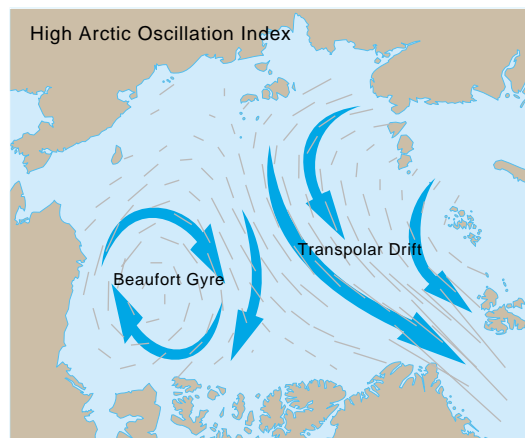 High Arctic Oscillation Index
Transpolar Drift
Beaufort Gyre